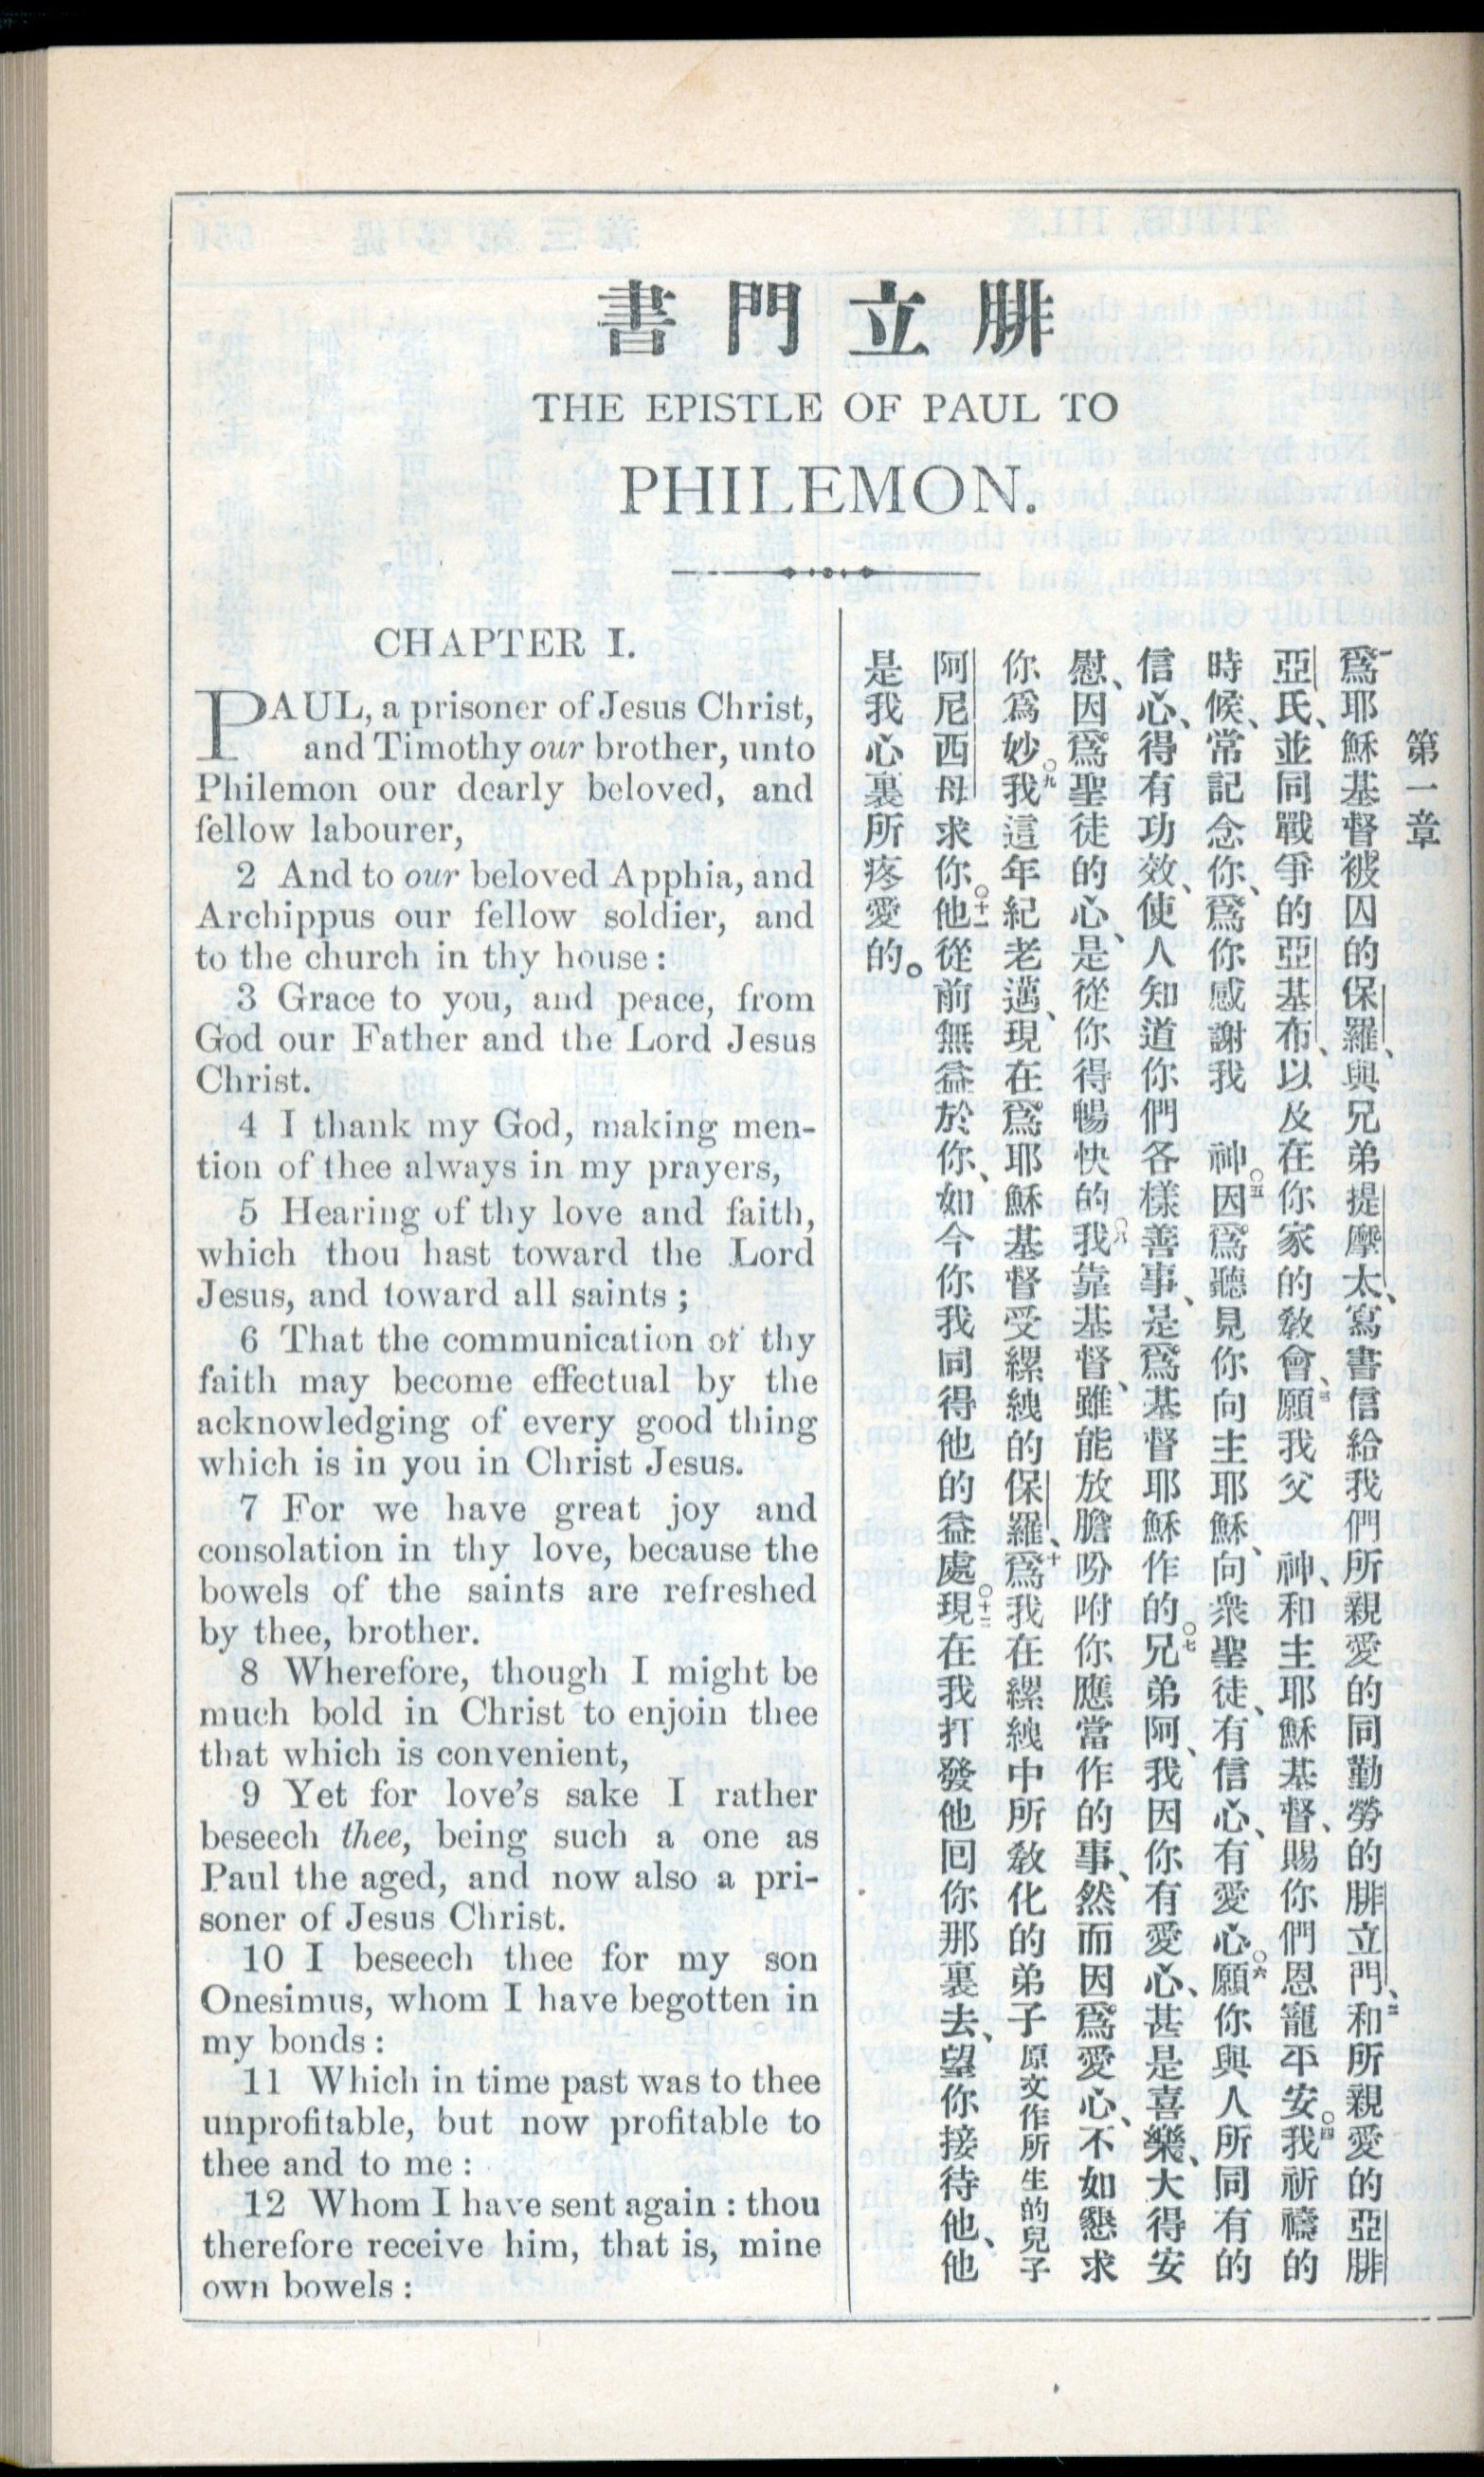 書門立腓
THE EPISTLE OF PAUL TO
PHILEMON.
CHAPTER I.
PAUL, a prisoner of Jesus Christ,
and Timothy our brother, unto
Philemon our dearly beloved, and
fellow labourer,
2 And to our beloved Apphia, and
Archippus our fellow soldier, and
to the church in thy house:
3 Grace to you, and peace, from
God our Father and the Lord Jesus
Christ.
4 I thank my God, making men-
tion of thee always in my prayers,
5 Hearing of thy love and faith,
which thou hast toward the Lord
Jesus, and toward all saints;
6 That the communication of thy
faith may become effectual by the
acknowledging of every good thing
which is in you in Christ Jesus.
7 For we have great joy and
consolation in thy love, because the
bowels of the saints are refreshed
by thee, brother.
8 Wherefore, though I might be
much bold in Christ to enjoin thee
that which is convenient,
9 Yet for love's sake I rather
beseech thee, being such a one as
Paul the aged, and now also a pri-
soner of Jesus Christ.
10 I beseech thee for my son
Onesimus, whom I have begotten in
my bonds:
11 Which in time past was to thee
unprofitable, but now profitable to
thee and to me:
12 Whom I have sent again: thou
therefore receive him, that is, mine
own bowels:
第一章
一爲耶穌基督被囚的保羅、與兄弟提摩太、寫書信給我們所親愛的同勤勞的腓立門、二和所親愛的亞腓
亞氏、並同戰爭的亞基布、以及在你家的教會、三願我父 神、和主耶穌基督、賜你們恩寵平安。四我祈禱的
時候、常記念你、爲你感謝我 神。五因爲聽見你向主耶穌、向衆聖徒、有信心、有愛心。六願你與人所同有的
信心、得有功效、使人知道你們各樣善事、是爲基督耶穌作的。七兄弟阿、我因你有愛心、甚是喜樂、大得安
慰、因爲聖徒的心、是從你得暢快的。八我靠基督、雖能放膽吩咐你應當作的事、然而因爲愛心、不如懇求
你爲妙。九我這年紀老邁、現在爲耶穌基督受縲絏的保羅、十爲我在縲絏中所教化的弟子原文作所生的兒子
阿尼西母求你。十一他從前無益於你、如今你我同得他的益處。十二現在我打發他回你那裏去、望你接待他、他
是我心裏所疼愛的。